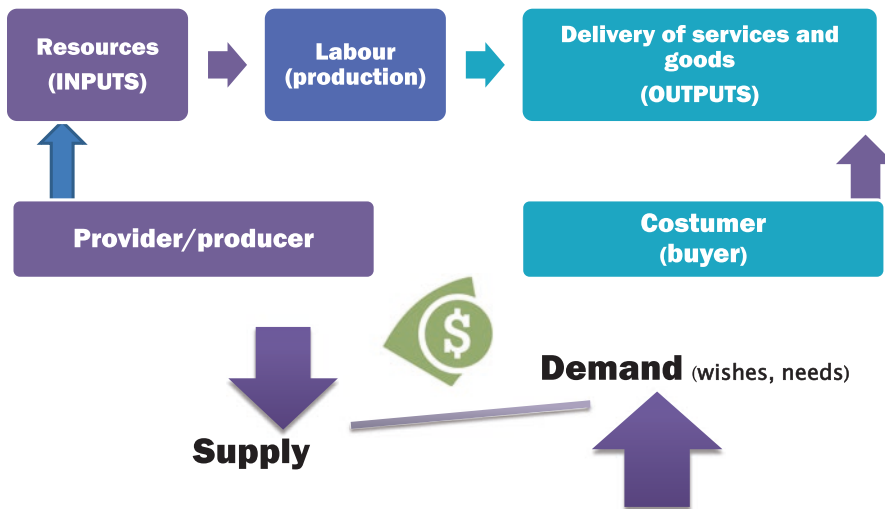 Resources
(INPUTS)
Labour
(production)
Delivery of services and
goods
(OUTPUTS)
Provider/producer
Costumer
(buyer)
$
Demand (wishes, needs)
Supply